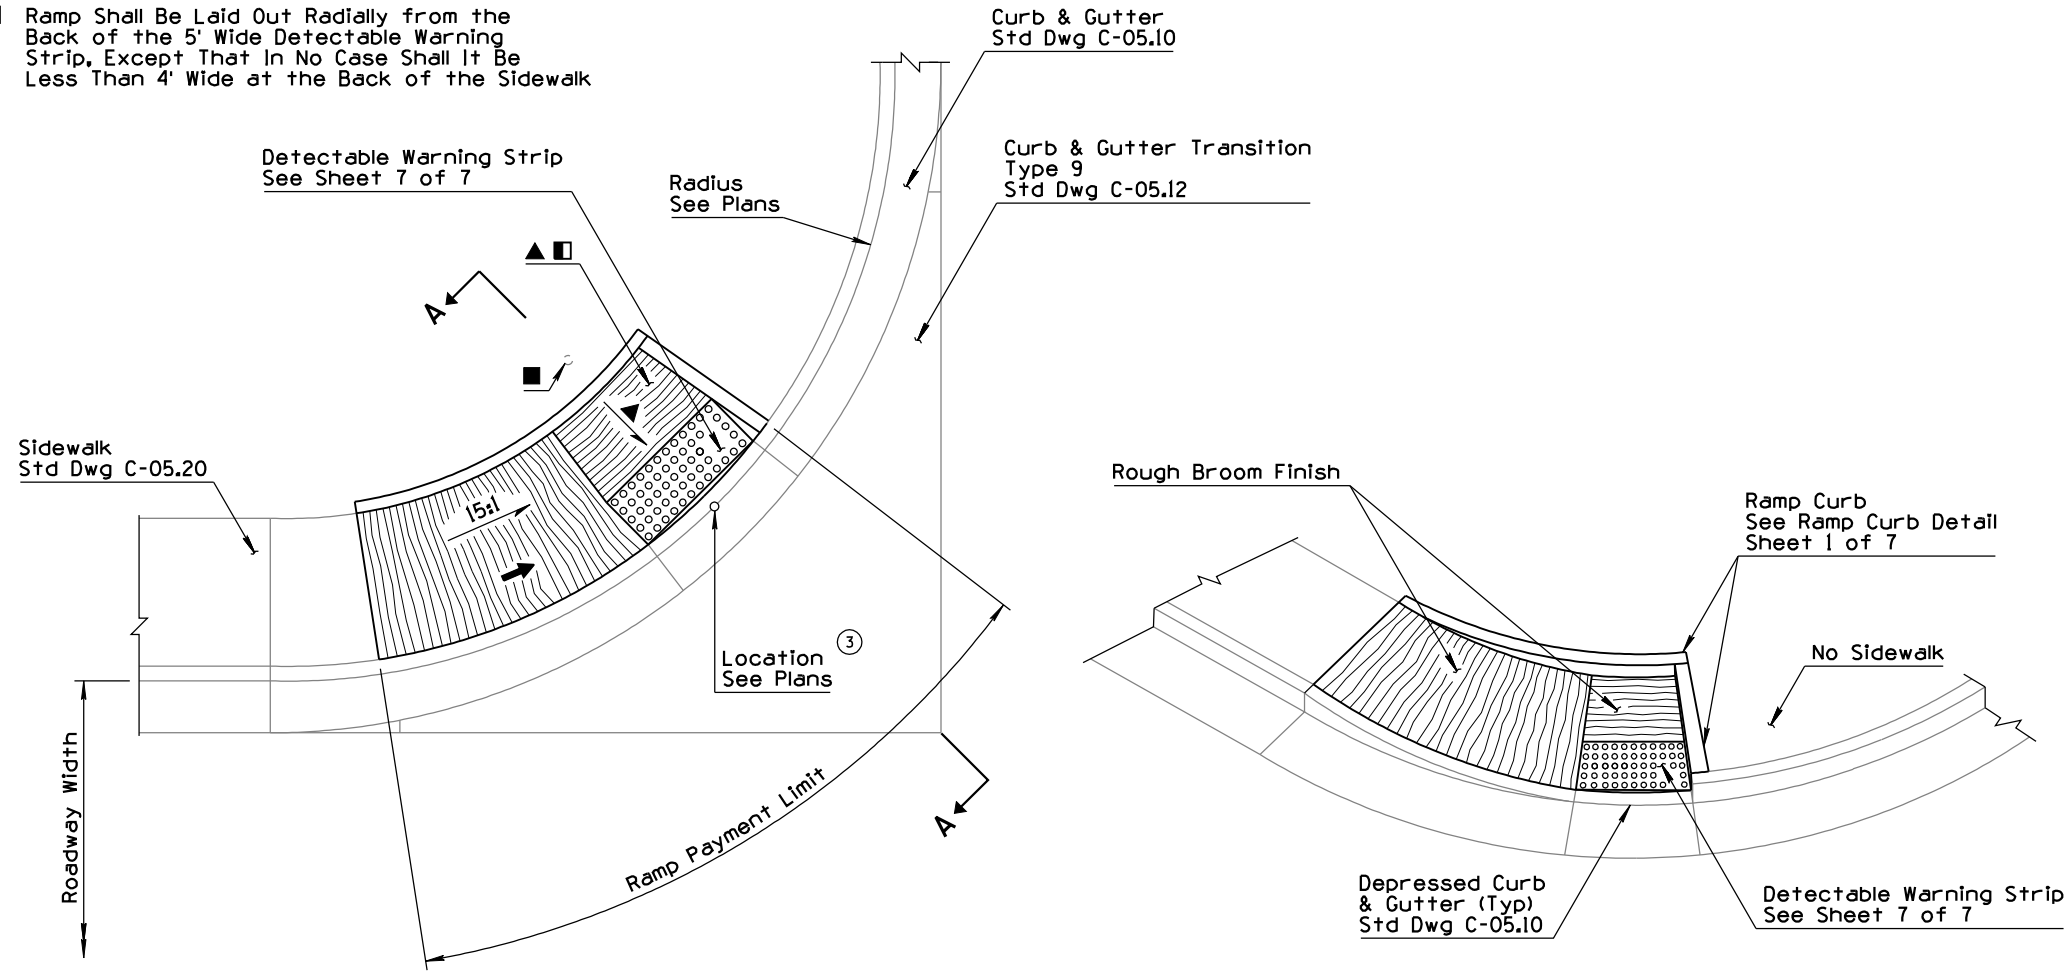 Ramp Shall Be Laid Out Radially from the
Back of the 5' Wide Detectable Warning
Strip, Except That In No Case Shall It Be
Less Than 4' Wide at the Back of the Sidewalk
Curb & Gutter
Std Dwg C-05.10
Detectable Warning Strip
See Sheet 7 of 7
Radius
See Plans
Curb & Gutter Transition
Type 9
Std Dwg C-05.12
A
Sidewalk
Std Dwg C-05.20
15:1
Location
See Plans
3
Roadway Width
Ramp Payment Limit
A
Rough Broom Finish
Ramp Curb
See Ramp Curb Detail
Sheet 1 of 7
No Sidewalk
Depressed Curb
& Gutter (Typ)
Std Dwg C-05.10
Detectable Warning Strip
See Sheet 7 of 7